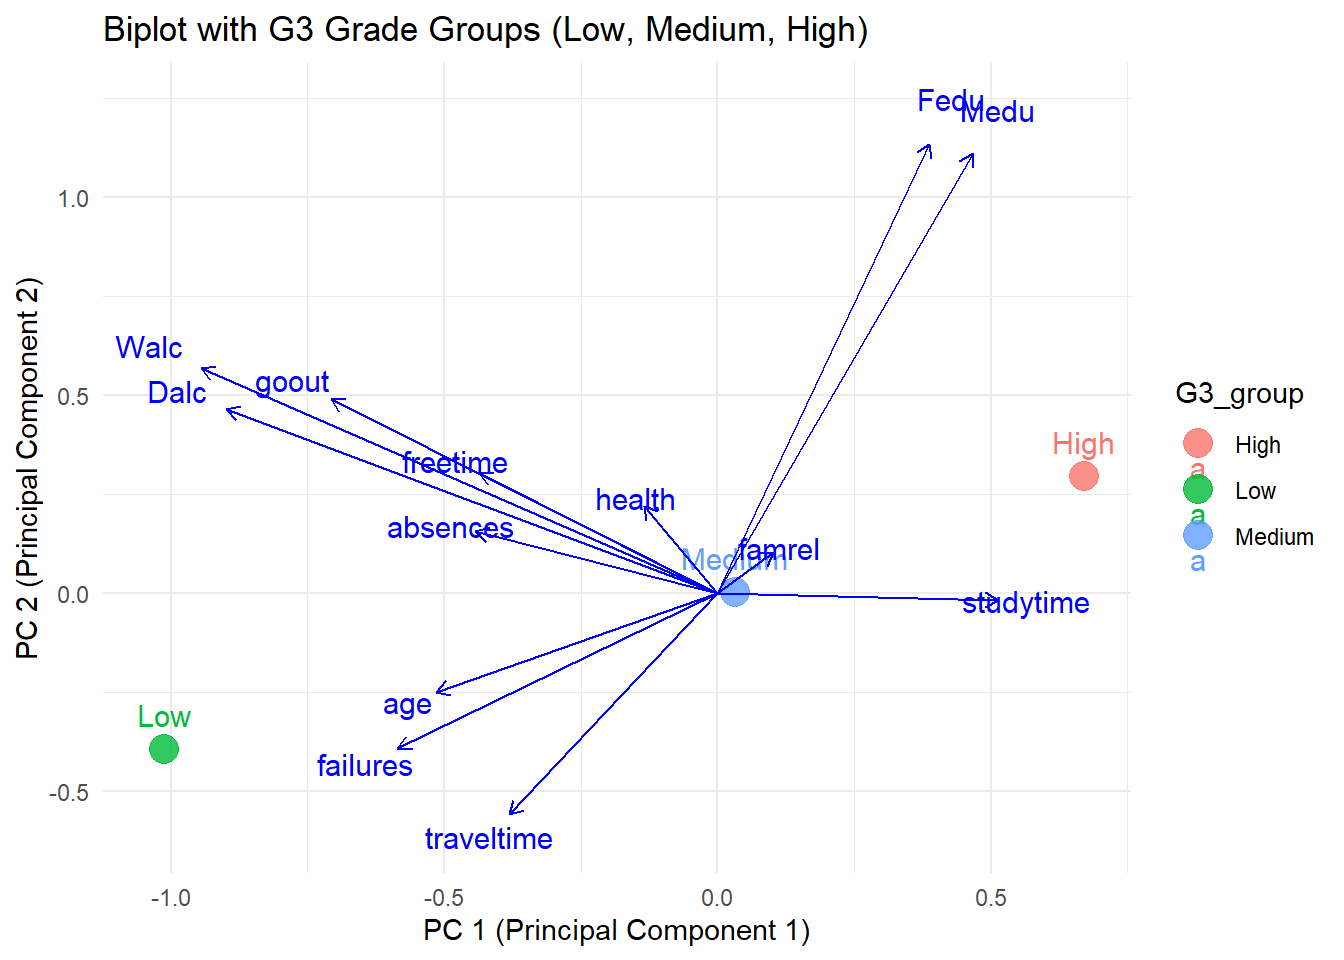 Biplot with G3 Grade Groups (Low, Medium, High)
Fedu
Medu
1.0
Walc
Dalc
goout
0.5
freetime
health
absences
High
famrel
Medium
0.0
studytime
age
Low
failures
-0.5
traveltime
-1.0
-0.5
0.0
0.5
PC 1 (Principal Component 1)
PC 2 (Principal Component 2)
G3_group
High
a
Low
a
Medium
a